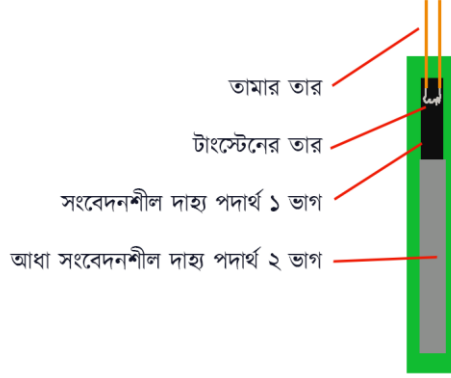 তামার তার
টাংস্টেনের তার
সংবেদনশীল দাহ্য পদার্থ ১ ভাগ
আধা সংবেদনশীল দাহ্য পদার্থ ২ ভাগ